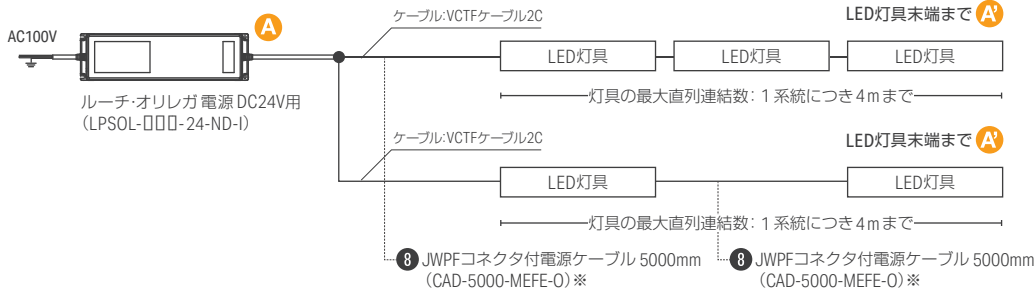 AC100V
A
ルーチ・オリレガ 電源 DC24V用
(LPSOL-▯▯▯-24-ND-I)
ケーブル:VCTFケーブル2C
LED灯具末端まで A'
LED灯具 LED灯具 LED灯具
灯具の最大直列連結数: 1系統につき4mまで
ケーブル:VCTFケーブル2C
LED灯具末端まで A'
LED灯具 LED灯具
灯具の最大直列連結数: 1系統につき4mまで
8 JWPFコネクタ付電源ケーブル 5000mm
(CAD-5000-MEFE-O)※
8 JWPFコネクタ付電源ケーブル 5000mm
(CAD-5000-MEFE-O)※